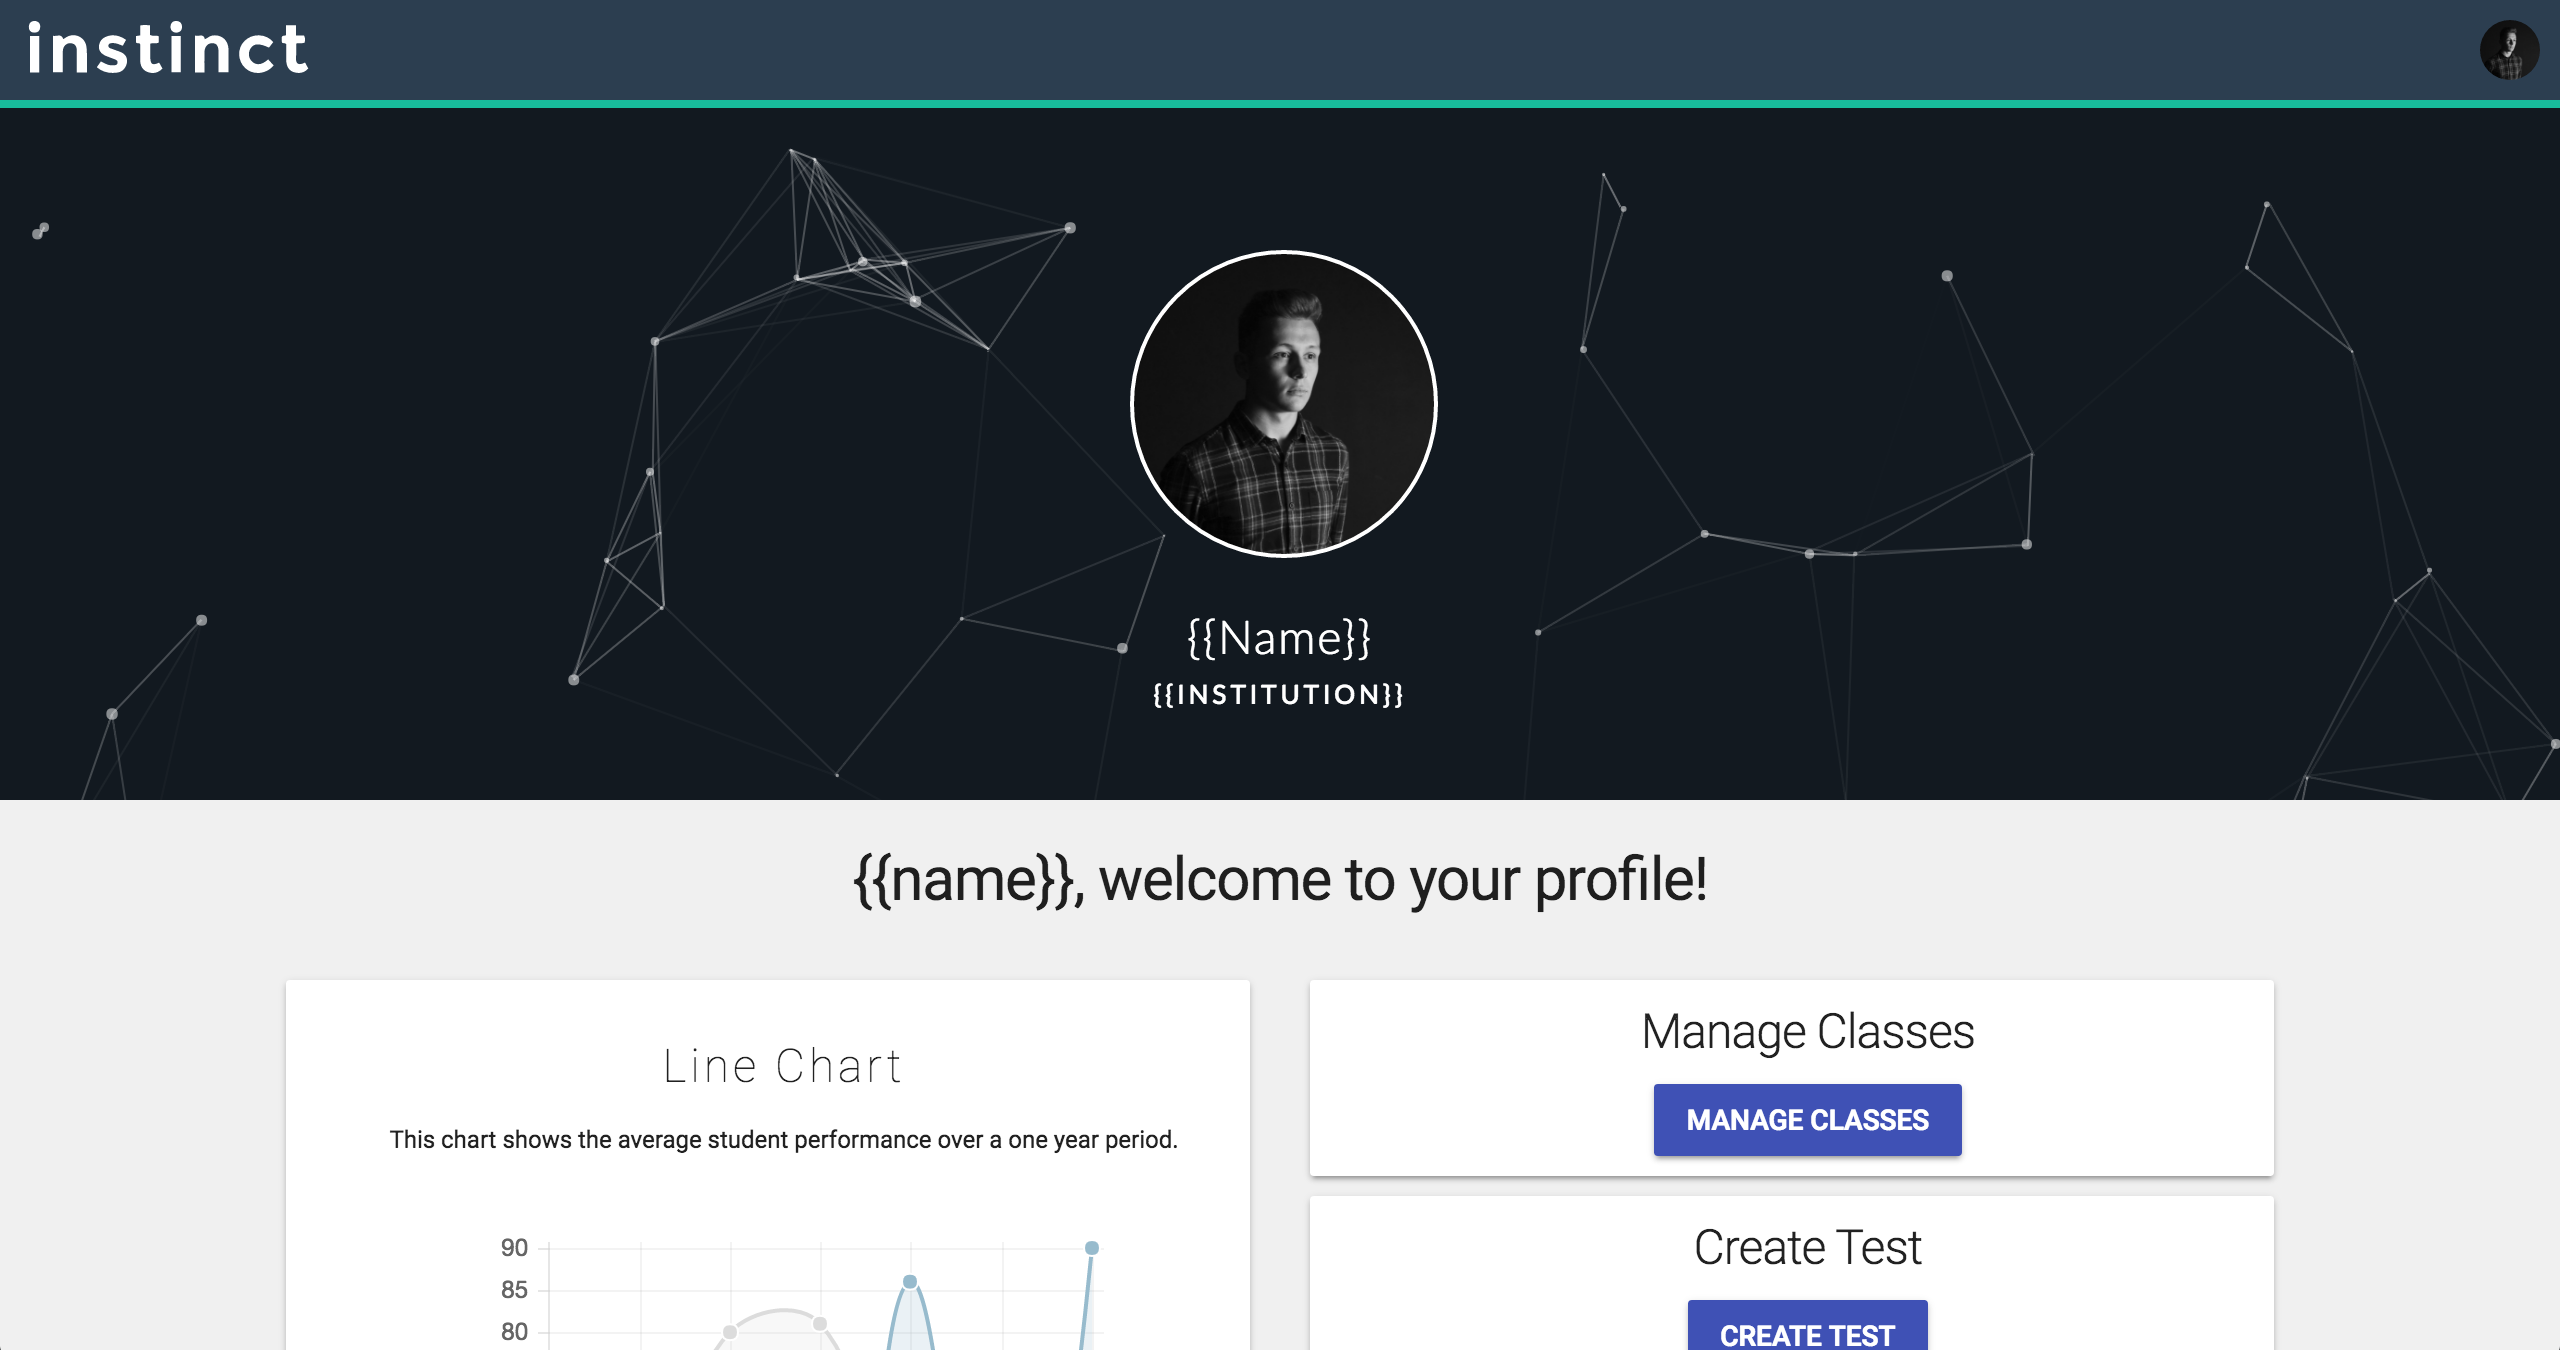 instinct
{{Name}}
{{INSTITUTION}}
{{name}}, welcome to your profile!
Line Chart
This chart shows the average student performance over a one year period.
90
85
80
Manage Classes
MANAGE CLASSES
Create Test
CREATE TEST